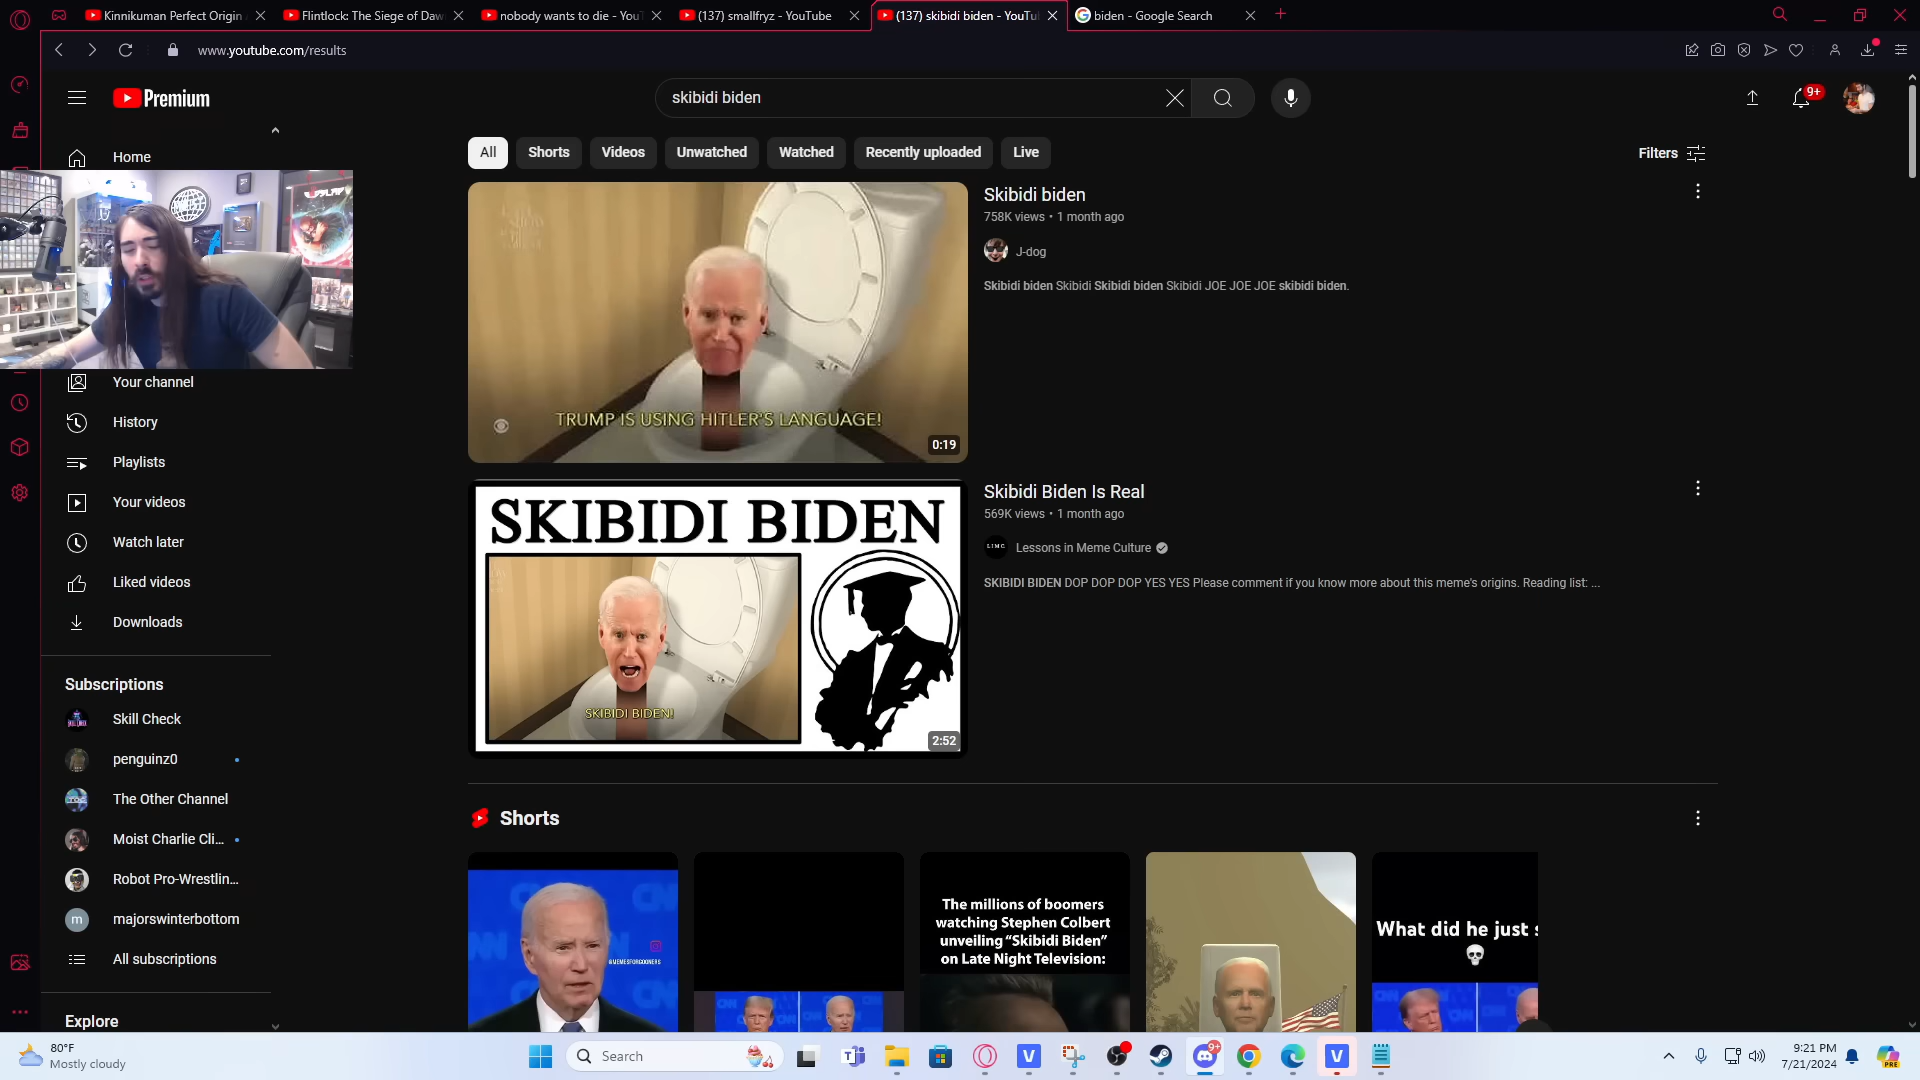 Kinnikuman Perfect Origin
Flintlock: The Siege of Daw
nobody wants to die - YouT
(137) smallfryz - YouTube
(137) skibidi biden - YouTu
biden - Google Search
www.youtube.com/results
Premium
skibidi biden
9+
Home
All
Shorts
Videos
Unwatched
Watched
Recently uploaded
Live
Filters
Your channel
History
Playlists
Your videos
Watch later
Liked videos
Downloads
Subscriptions
Skill Check
penguinz0
The Other Channel
Moist Charlie Cli...
Robot Pro-Wrestlin...
m
majorswinterbottom
All subscriptions
Explore
TRUMP IS USING HITLER'S LANGUAGE!
0:19
Skibidi biden
758K views • 1 month ago
J-dog
Skibidi biden Skibidi Skibidi biden Skibidi JOE JOE JOE skibidi biden.
SKIBIDI BIDEN
SKIBIDI BIDEN!
2:52
Skibidi Biden Is Real
569K views • 1 month ago
LIMC
Lessons in Meme Culture
SKIBIDI BIDEN DOP DOP DOP YES YES Please comment if you know more about this meme's origins. Reading list: ...
Shorts
@MEMESFORGOONERS
The millions of boomers
watching Stephen Colbert
unveiling “Skibidi Biden”
on Late Night Television:
What did he just s
80°F
Mostly cloudy
Search
9+
9:21 PM
7/21/2024
PRE